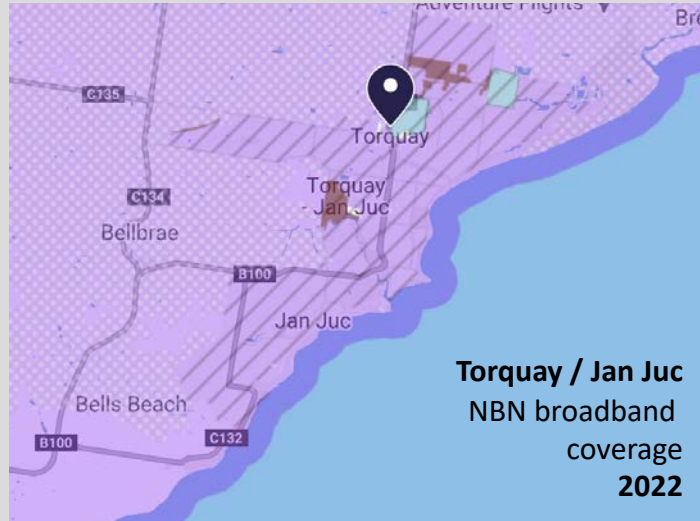 Adventure Flights
Bre
C135
Torquay
Torquay
Jan Juc
C134
Bellbrae
B100
Jan Juc
Torquay / Jan Juc
NBN broadband
coverage
2022
Bells Beach
C132
B100